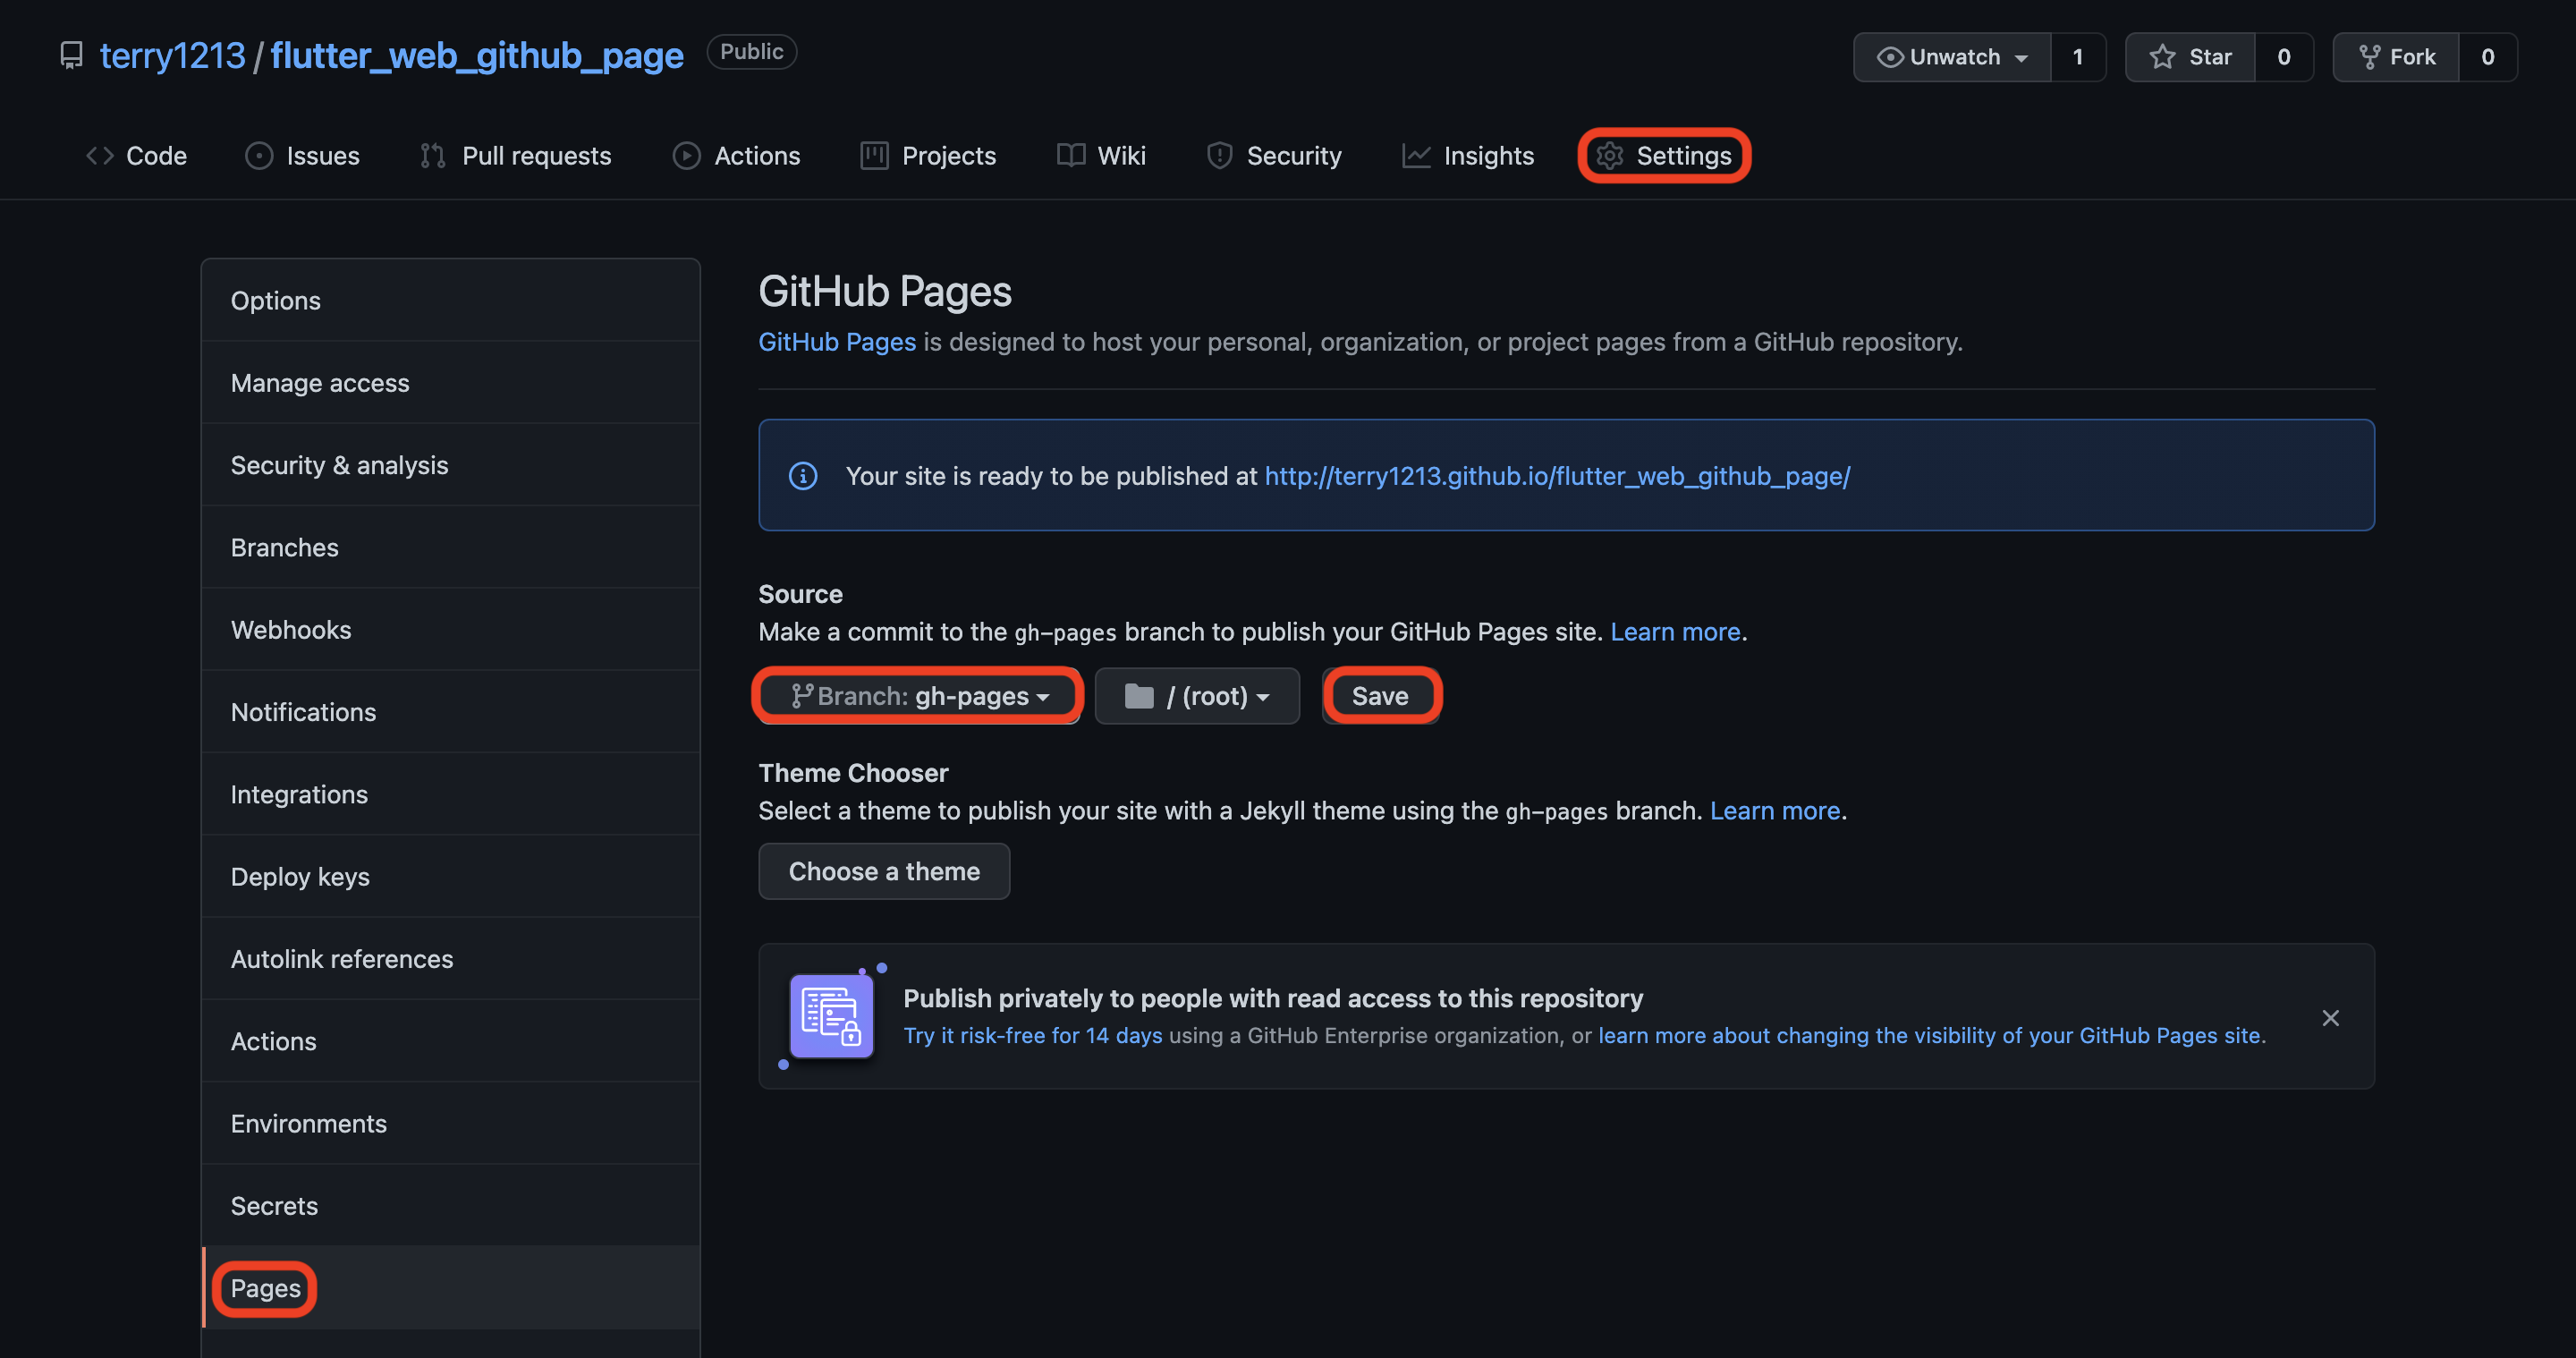 terry1213 / flutter_web_github_page Public
Unwatch 1 Star 0 Fork 0
Code Issues Pull requests Actions Projects Wiki Security Insights Settings
Options
Manage access
Security & analysis
Branches
Webhooks
Notifications
Integrations
Deploy keys
Autolink references
Actions
Environments
Secrets
Pages
GitHub Pages
GitHub Pages is designed to host your personal, organization, or project pages from a GitHub repository.
Your site is ready to be published at http://terry1213.github.io/flutter_web_github_page/
Source
Make a commit to the gh-pages branch to publish your GitHub Pages site. Learn more.
Branch: gh-pages / (root) Save
Theme Chooser
Select a theme to publish your site with a Jekyll theme using the gh-pages branch. Learn more.
Choose a theme
Publish privately to people with read access to this repository
Try it risk-free for 14 days using a GitHub Enterprise organization, or learn more about changing the visibility of your GitHub Pages site.